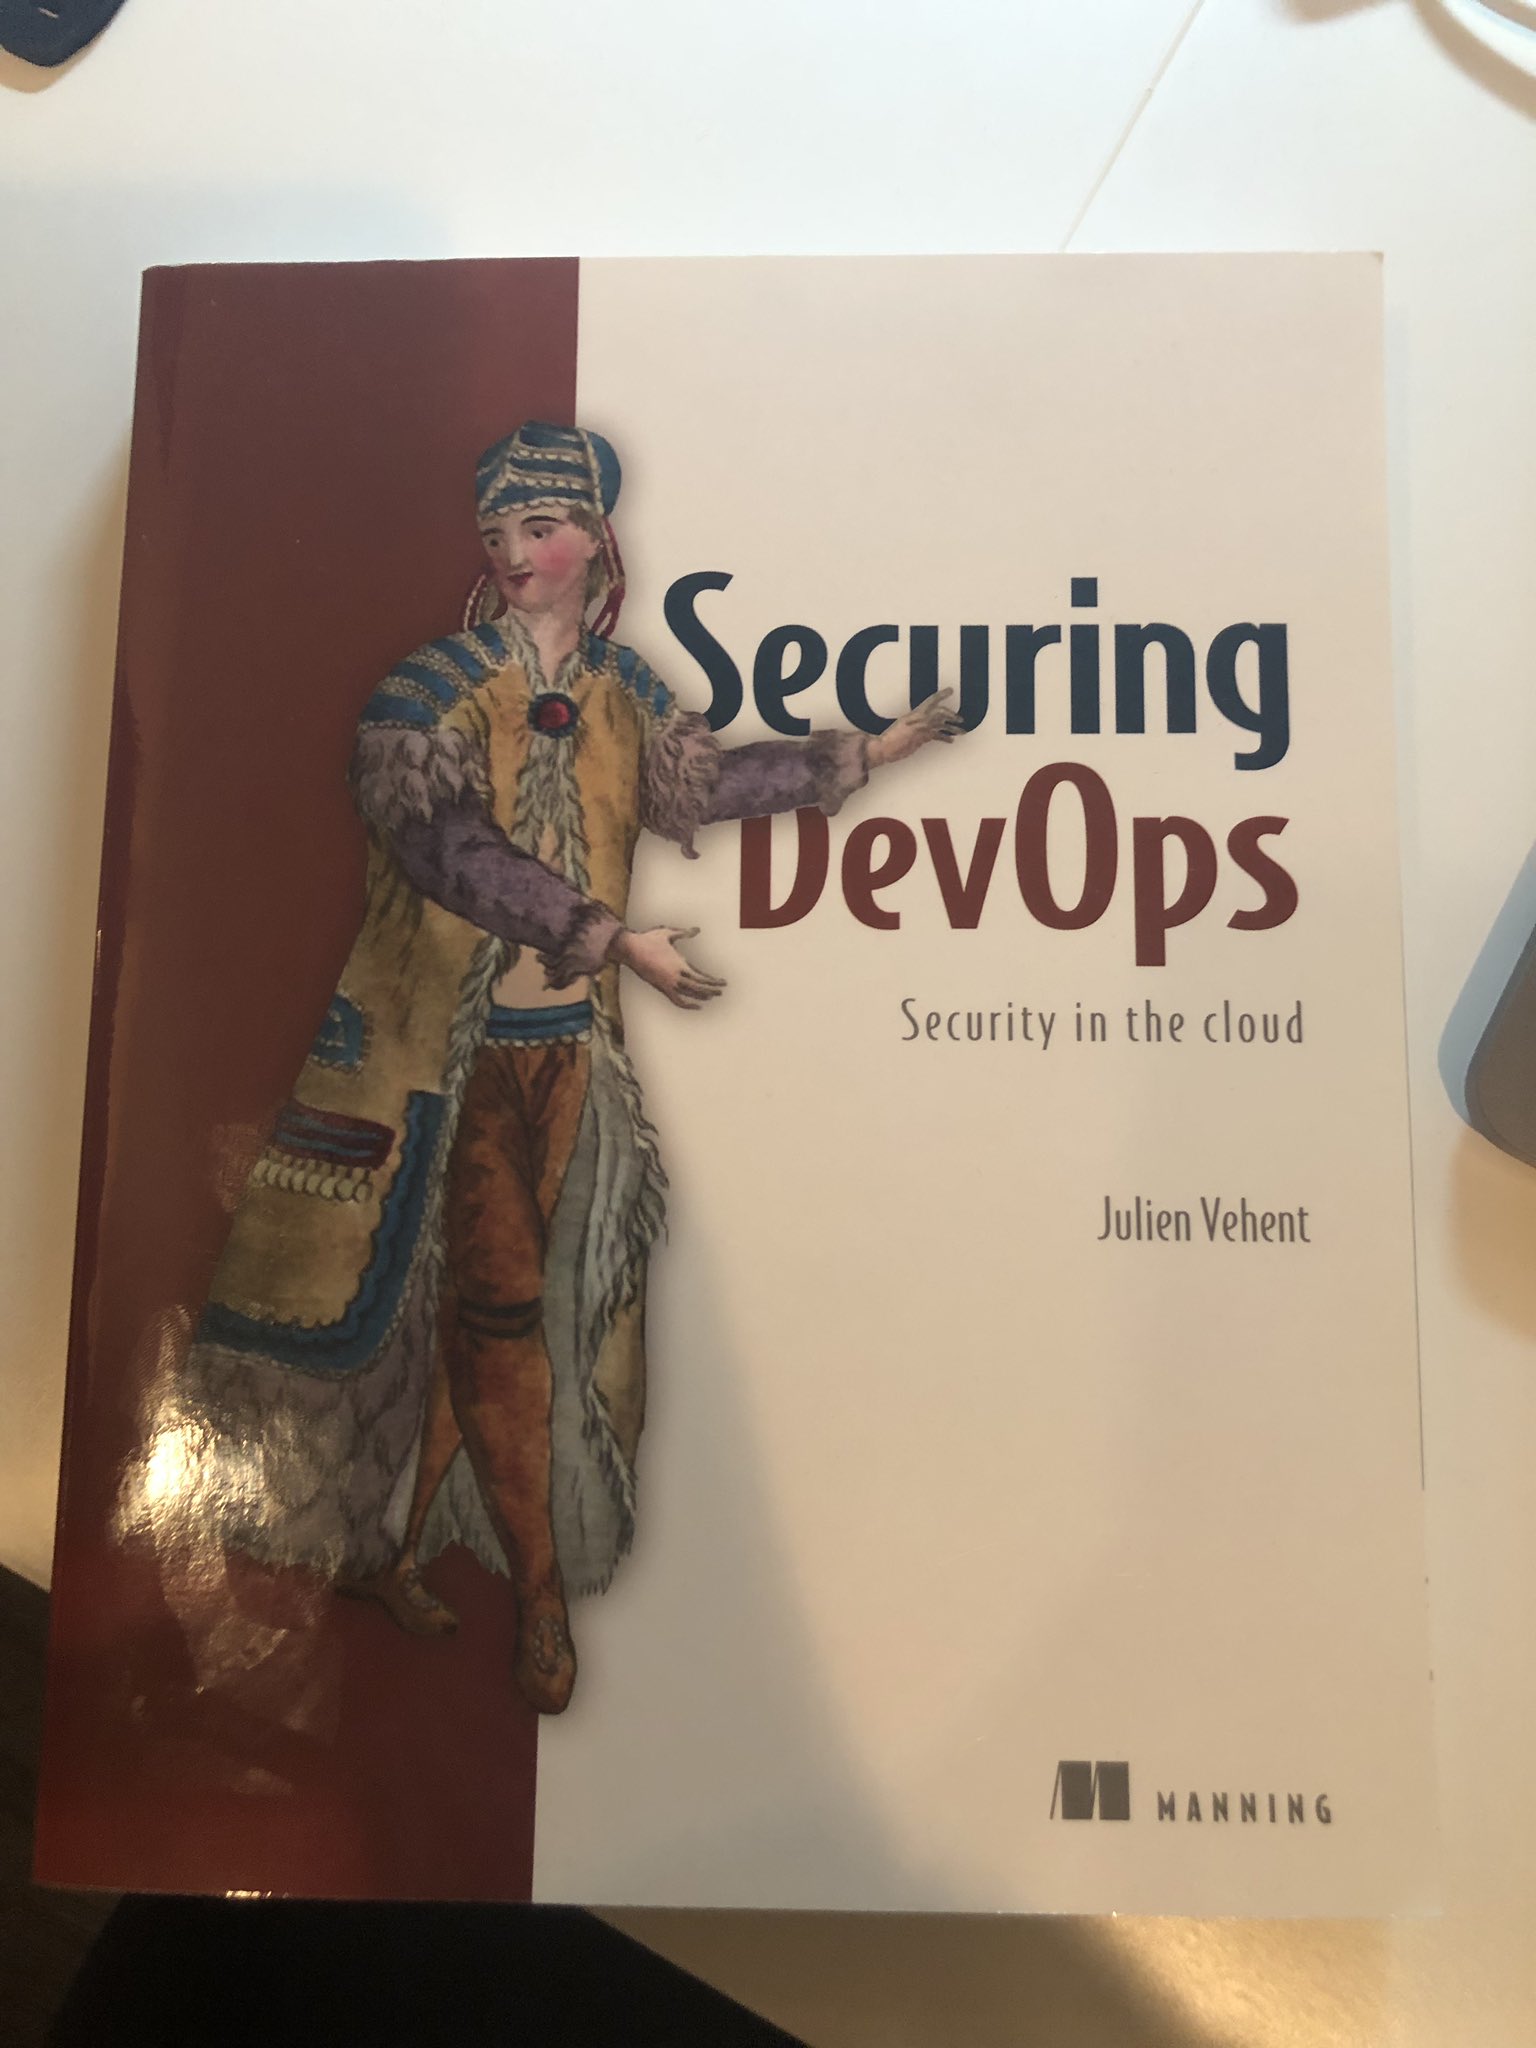 Securing
DevOps
Security in the cloud
Julien Vehent
MANNING